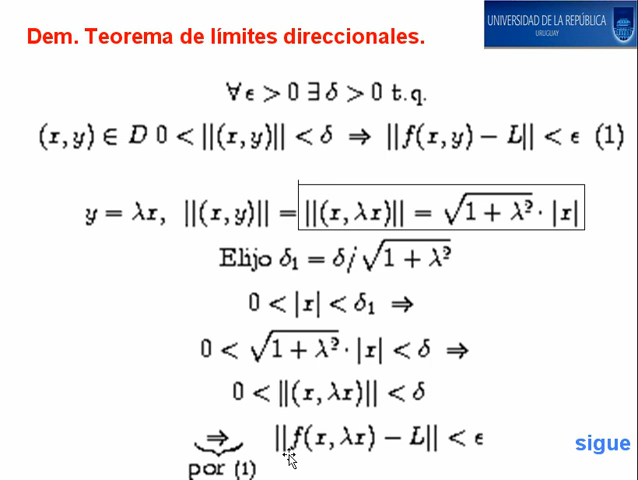 Dem. Teorema de límites direccionales.
UNIVERSIDAD DE LA REPÚBLICA
URUGUAY
∀ ϵ > 0 ∃ δ > 0 t.q.
(x, y) ∈ D 0 < ||(x, y)|| < δ ⇒ ||f(x, y) − L|| < ϵ (1)
y = λx, ||(x, y)|| = ||(x, λx)|| = √(1 + λ²) · |x|
Elijo δ₁ = δ/√(1 + λ²)
0 < |x| < δ₁ ⇒
0 < √(1 + λ²) · |x| < δ ⇒
0 < ||(x, λx)|| < δ
⇒ ||f(x, λx) − L|| < ϵ
por (1)
sigue